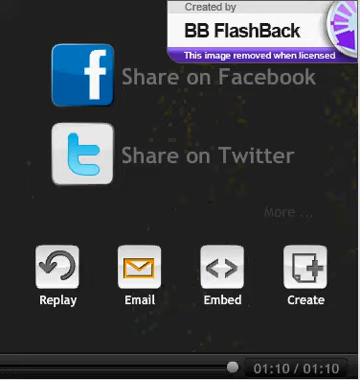 Created by
BB FlashBack
This image removed when licensed
Share on Facebook
Share on Twitter
More ...
Replay
Email
Embed
Create
01:10 / 01:10